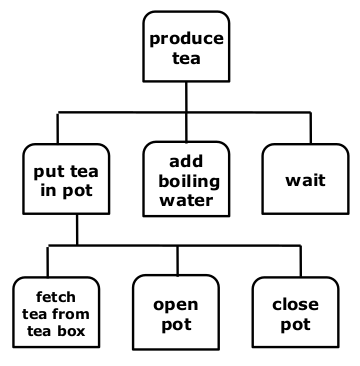 produce
tea
put tea
in pot
add
boiling
water
wait
fetch
tea from
tea box
open
pot
close
pot